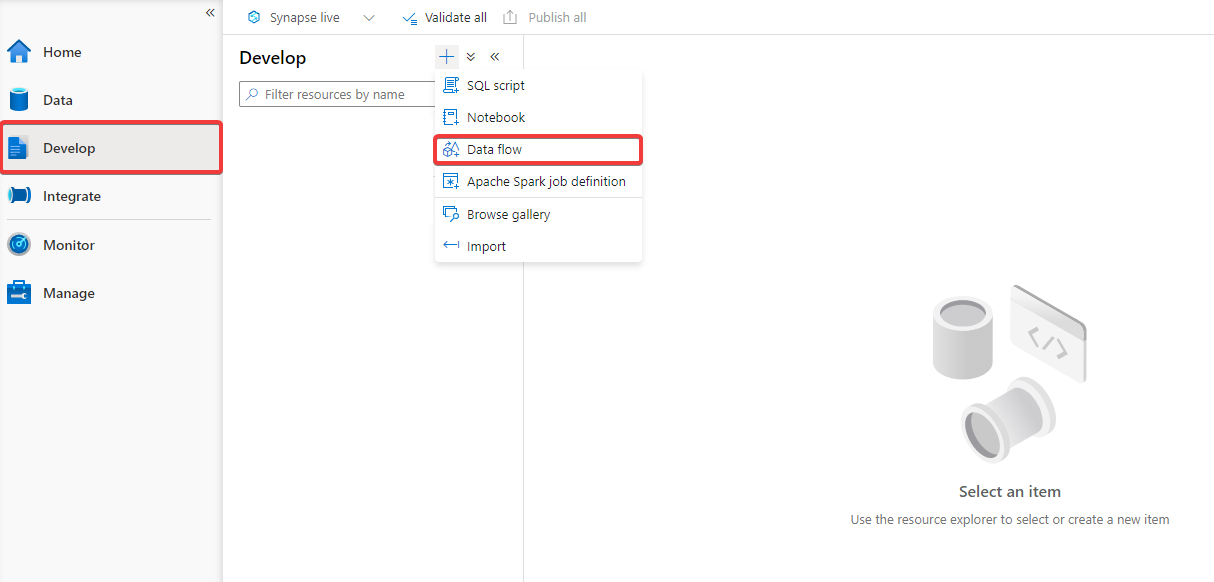 Synapse live
Validate all
Publish all
Home
Data
Develop
Integrate
Monitor
Manage
Develop
Filter resources by name
SQL script
Notebook
Data flow
Apache Spark job definition
Browse gallery
Import
Select an item
Use the resource explorer to select or create a new item